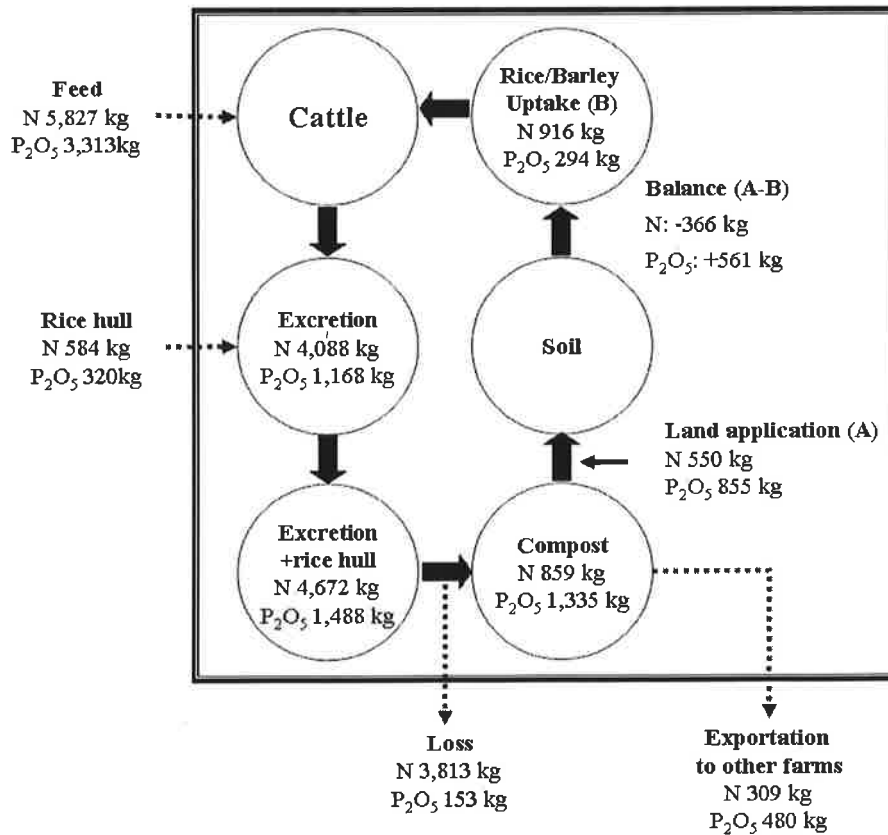 Feed
N 5,827 kg
P₂O₅ 3,313kg
Cattle
Rice/Barley
Uptake (B)
N 916 kg
P₂O₅ 294 kg
Balance (A-B)
N: -366 kg
P₂O₅: +561 kg
Rice hull
N 584 kg
P₂O₅ 320kg
Excretion
N 4,088 kg
P₂O₅ 1,168 kg
Soil
Land application (A)
N 550 kg
P₂O₅ 855 kg
Excretion
+rice hull
N 4,672 kg
P₂O₅ 1,488 kg
Compost
N 859 kg
P₂O₅ 1,335 kg
Loss
N 3,813 kg
P₂O₅ 153 kg
Exportation
to other farms
N 309 kg
P₂O₅ 480 kg